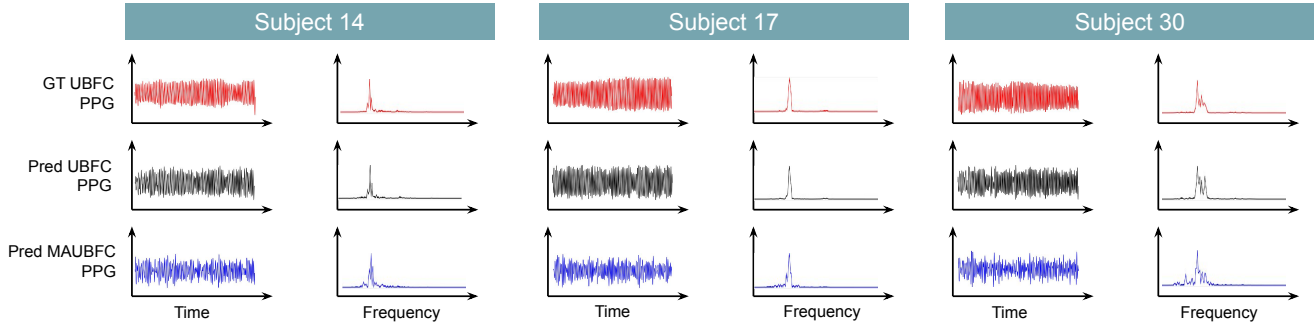 Subject 14
Subject 17
Subject 30
GT UBFC
PPG
Pred UBFC
PPG
Pred MAUBFC
PPG
Time
Frequency
Time
Frequency
Time
Frequency